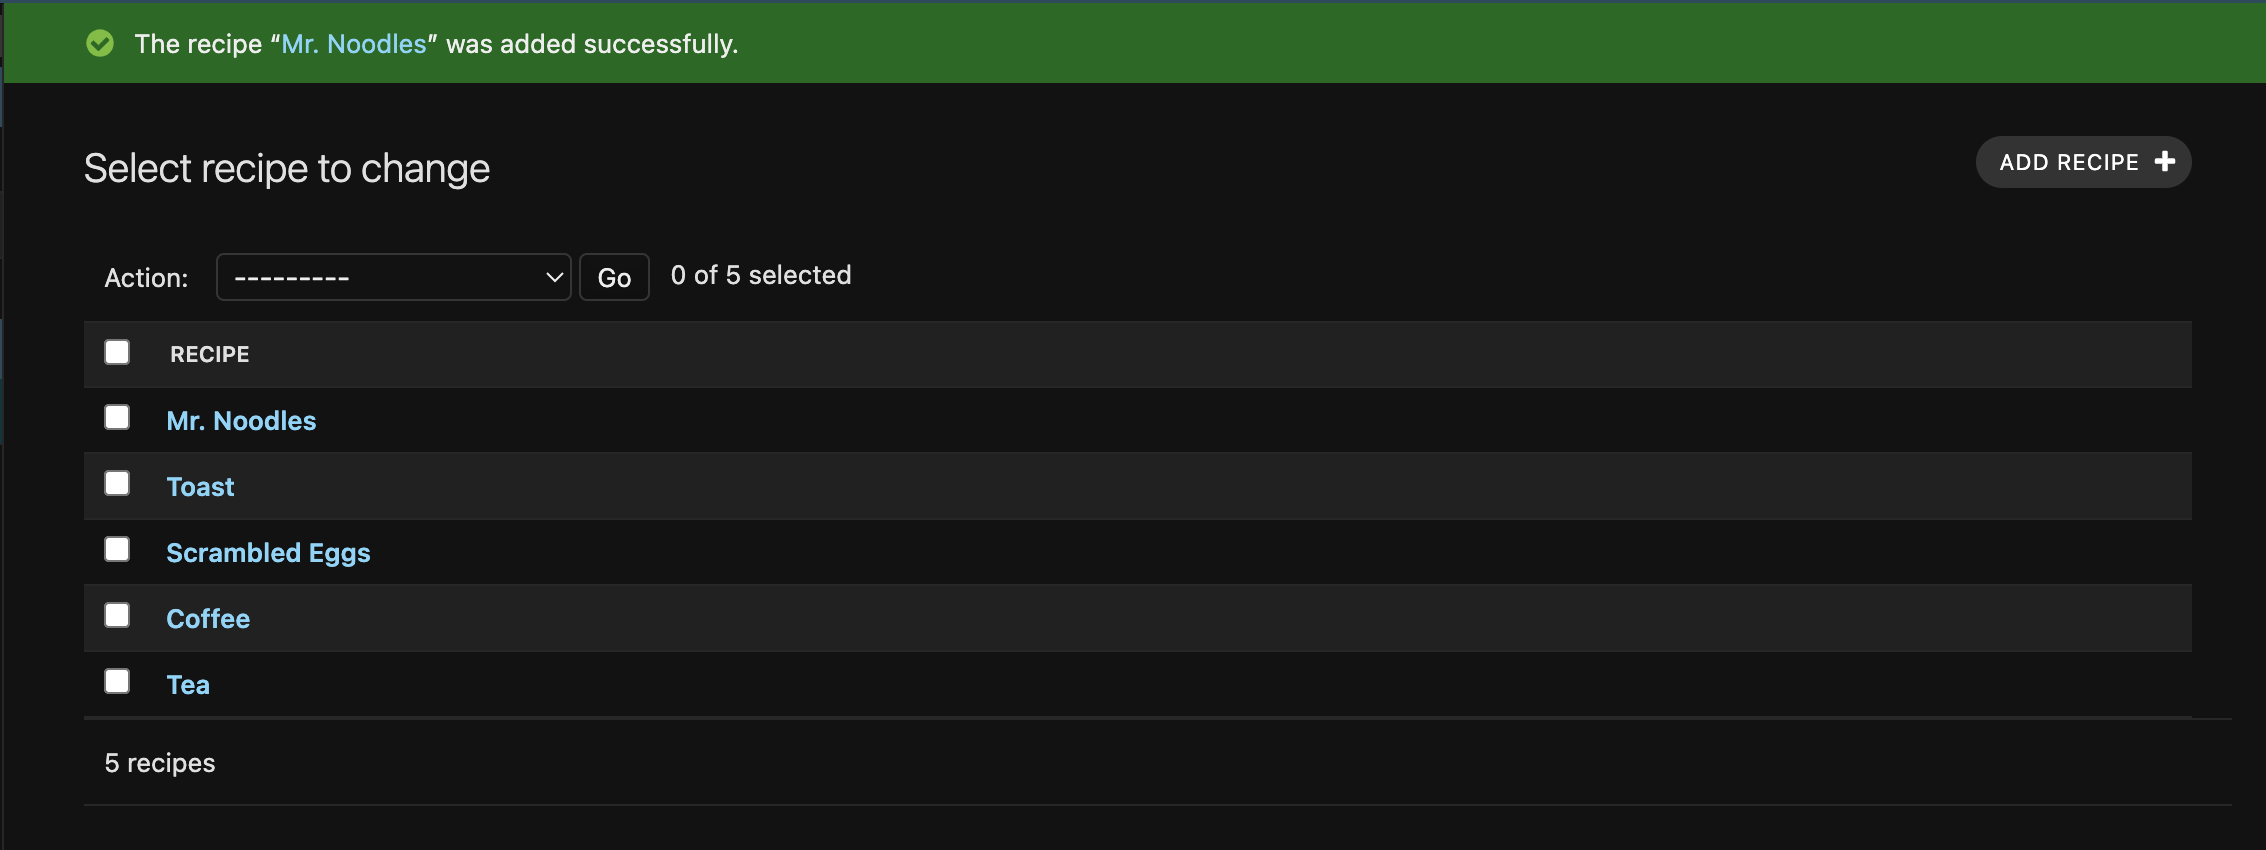 The recipe “Mr. Noodles” was added successfully.
Select recipe to change
ADD RECIPE
Action: --------- Go 0 of 5 selected
RECIPE
Mr. Noodles
Toast
Scrambled Eggs
Coffee
Tea
5 recipes